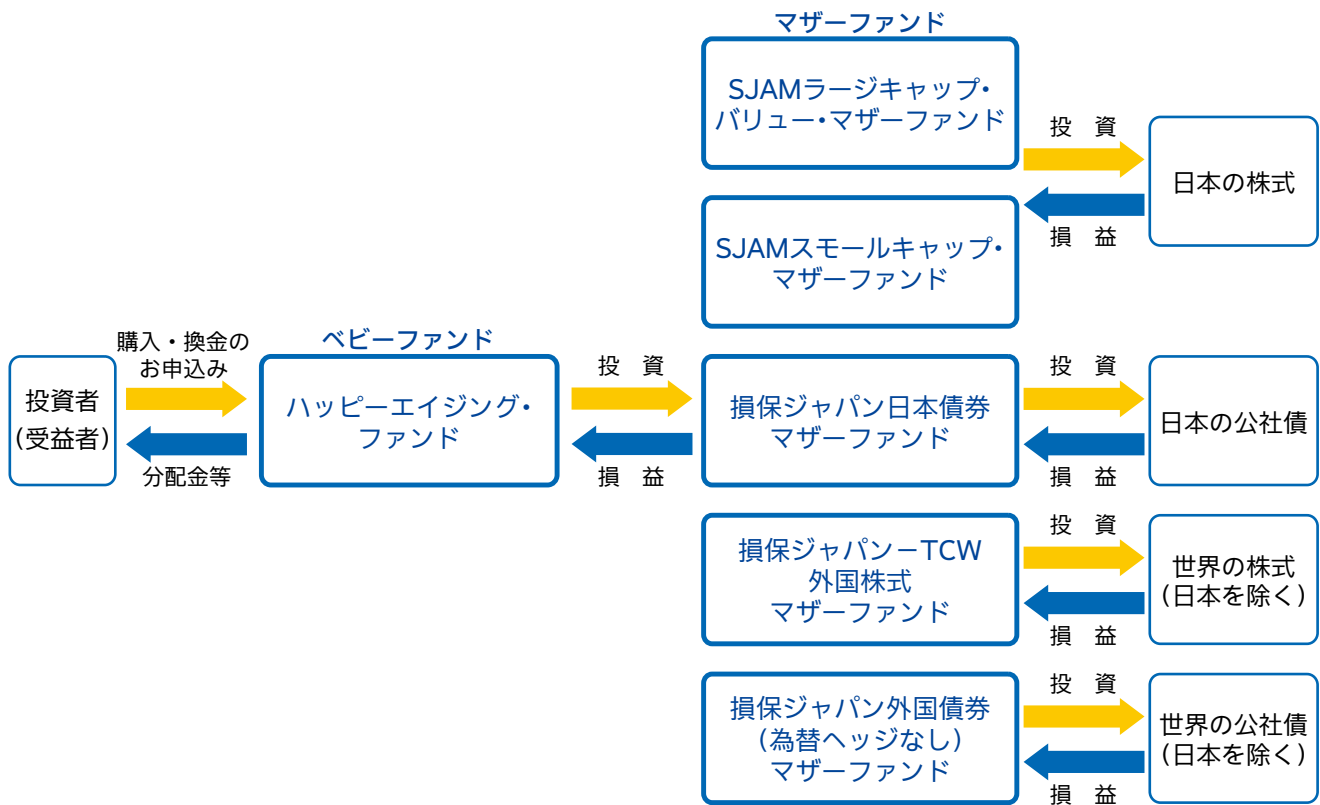 マザーファンド
SJAMラージキャップ・
バリュー・マザーファンド
投 資
日本の株式
損 益
SJAMスモールキャップ・
マザーファンド
購入・換金の
お申込み
投資者
(受益者)
分配金等
ベビーファンド
ハッピーエイジング・
ファンド
投 資
損 益
損保ジャパン日本債券
マザーファンド
投 資
損 益
日本の公社債
損保ジャパン－TCW
外国株式
マザーファンド
投 資
損 益
世界の株式
(日本を除く)
損保ジャパン外国債券
(為替ヘッジなし)
マザーファンド
投 資
損 益
世界の公社債
(日本を除く)